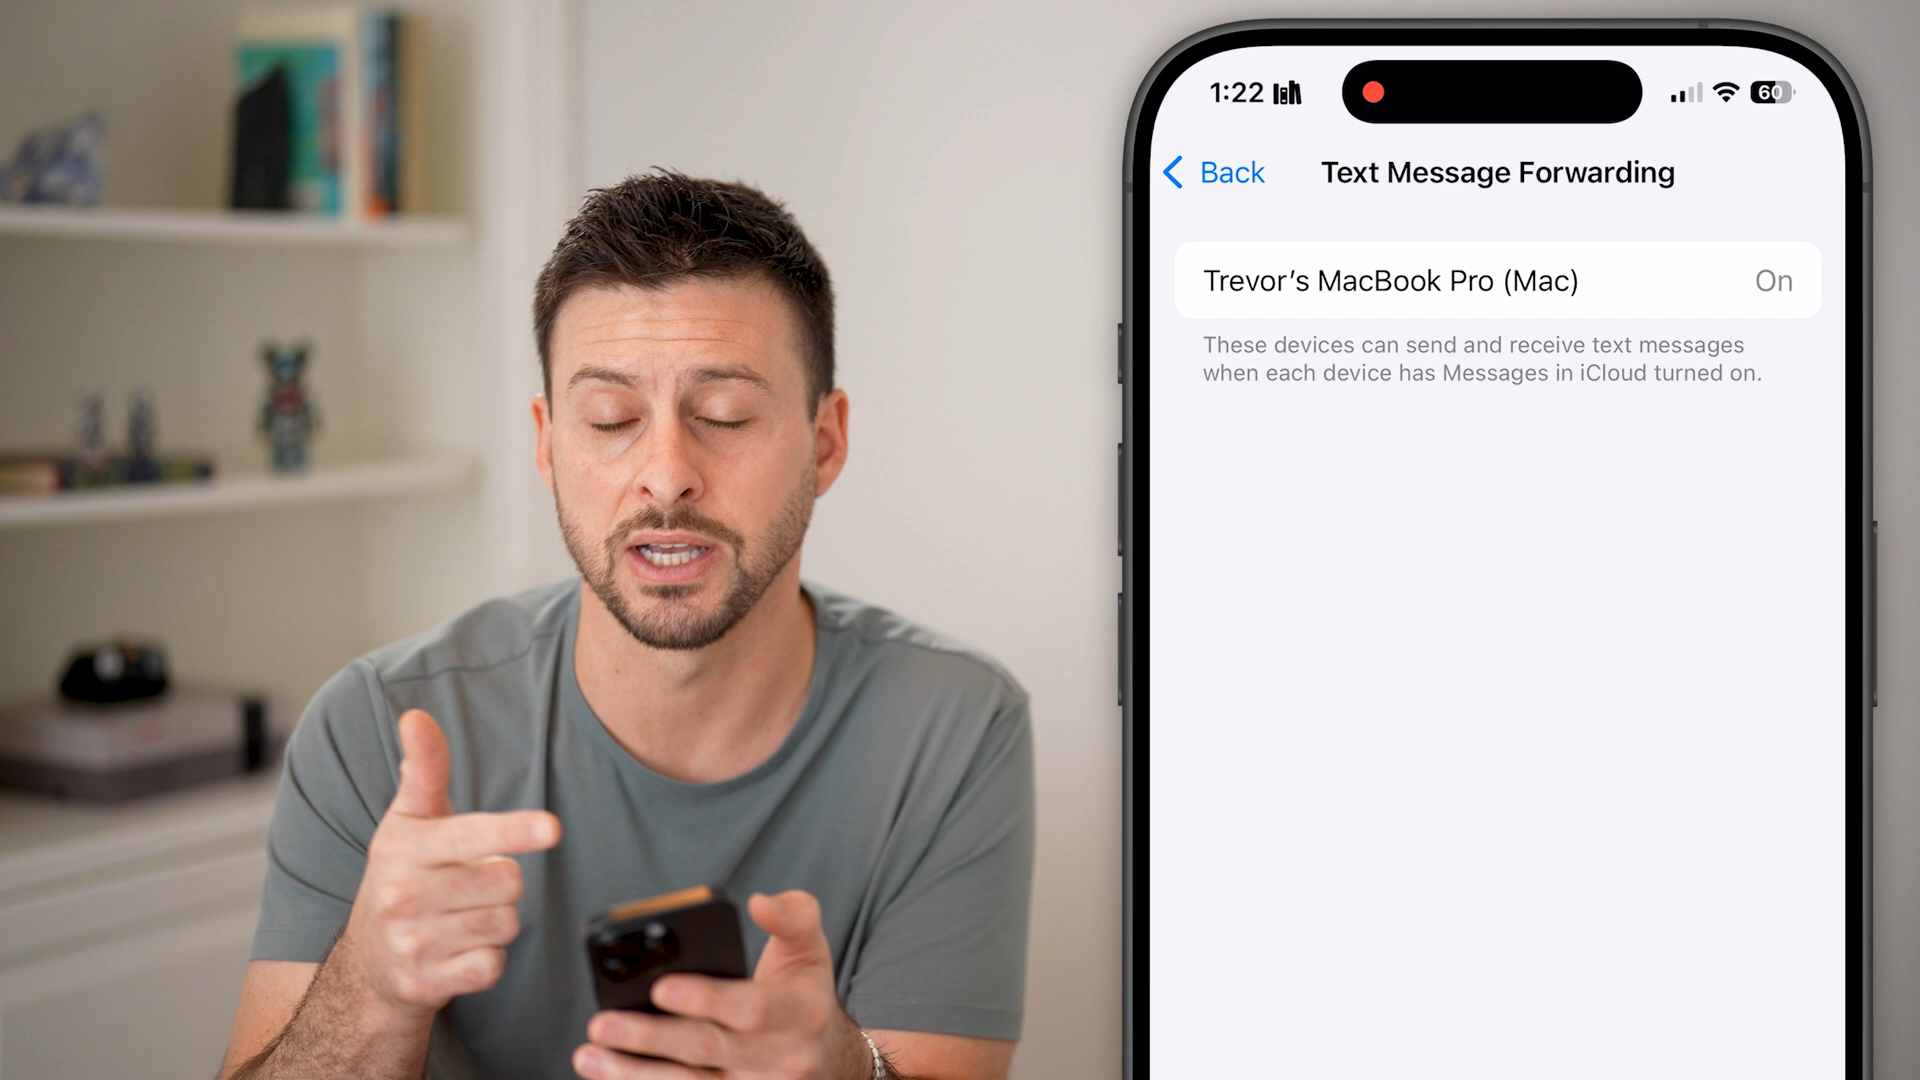 1:22
60
Back
Text Message Forwarding
Trevor's MacBook Pro (Mac)
On
These devices can send and receive text messages
when each device has Messages in iCloud turned on.